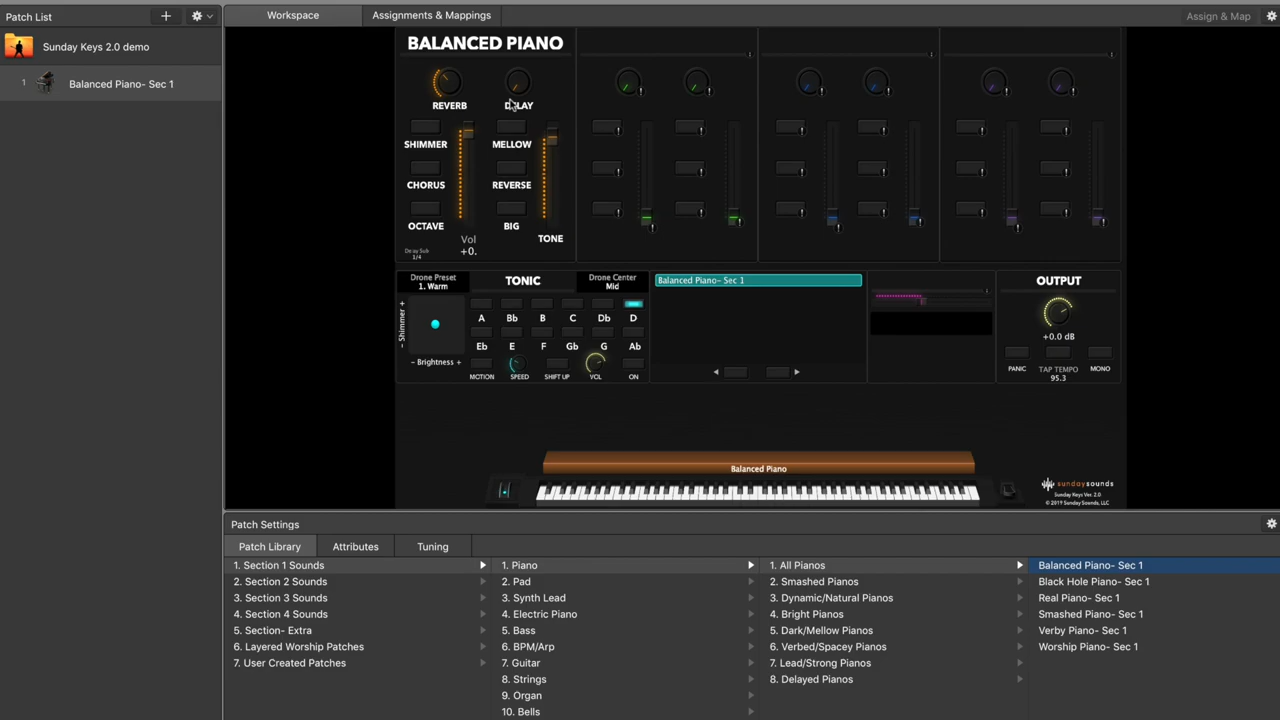 Patch List
Workspace
Assignments & Mappings
Assign & Map
Sunday Keys 2.0 demo
1 Balanced Piano- Sec 1
BALANCED PIANO
REVERB DELAY
SHIMMER MELLOW
CHORUS REVERSE
OCTAVE BIG
Vol TONE
+0.
Delay Sub
1/4
Drone Preset
1. Warm
TONIC
Drone Center
Mid
A Bb B C Db D
Eb E F Gb G Ab
Shimmer +
- Brightness +
MOTION SPEED SHIFT UP VOL ON
Balanced Piano- Sec 1
OUTPUT
+0.0 dB
PANIC TAP TEMPO MONO
95.3
Balanced Piano
sundaysounds
Sunday Keys Ver. 2.0
© 2019 Sunday Sounds, LLC
Patch Settings
Patch Library Attributes Tuning
1. Section 1 Sounds
2. Section 2 Sounds
3. Section 3 Sounds
4. Section 4 Sounds
5. Section- Extra
6. Layered Worship Patches
7. User Created Patches
1. Piano
2. Pad
3. Synth Lead
4. Electric Piano
5. Bass
6. BPM/Arp
7. Guitar
8. Strings
9. Organ
10. Bells
1. All Pianos
2. Smashed Pianos
3. Dynamic/Natural Pianos
4. Bright Pianos
5. Dark/Mellow Pianos
6. Verbed/Spacey Pianos
7. Lead/Strong Pianos
8. Delayed Pianos
Balanced Piano- Sec 1
Black Hole Piano- Sec 1
Real Piano- Sec 1
Smashed Piano- Sec 1
Verby Piano- Sec 1
Worship Piano- Sec 1